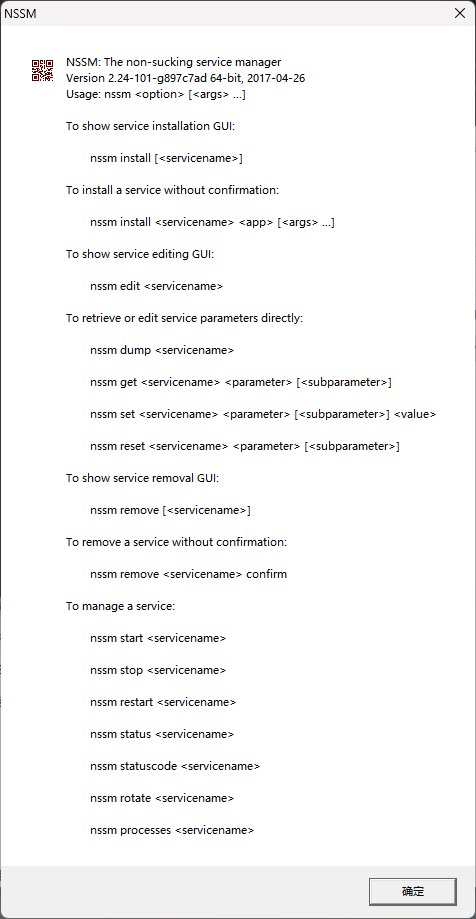 NSSM
NSSM: The non-sucking service manager
Version 2.24-101-g897c7ad 64-bit, 2017-04-26
Usage: nssm <option> [<args> ...]
To show service installation GUI:
nssm install [<servicename>]
To install a service without confirmation:
nssm install <servicename> <app> [<args> ...]
To show service editing GUI:
nssm edit <servicename>
To retrieve or edit service parameters directly:
nssm dump <servicename>
nssm get <servicename> <parameter> [<subparameter>]
nssm set <servicename> <parameter> [<subparameter>] <value>
nssm reset <servicename> <parameter> [<subparameter>]
To show service removal GUI:
nssm remove [<servicename>]
To remove a service without confirmation:
nssm remove <servicename> confirm
To manage a service:
nssm start <servicename>
nssm stop <servicename>
nssm restart <servicename>
nssm status <servicename>
nssm statuscode <servicename>
nssm rotate <servicename>
nssm processes <servicename>
确定